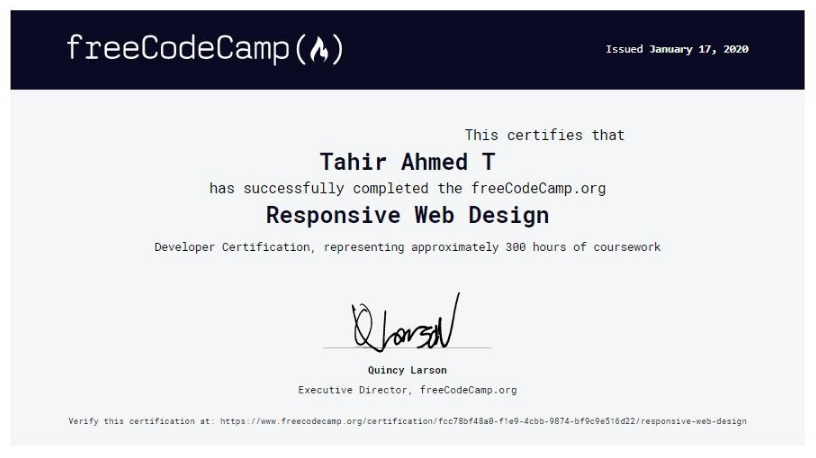 freeCodeCamp(🔥)
Issued January 17, 2020
This certifies that
Tahir Ahmed T
has successfully completed the freeCodeCamp.org
Responsive Web Design
Developer Certification, representing approximately 300 hours of coursework
Q Larson
Quincy Larson
Executive Director, freeCodeCamp.org
Verify this certification at: https://www.freecodecamp.org/certification/fcc78bf48a0-f1e9-4cbb-9874-bf9c9e516d22/responsive-web-design